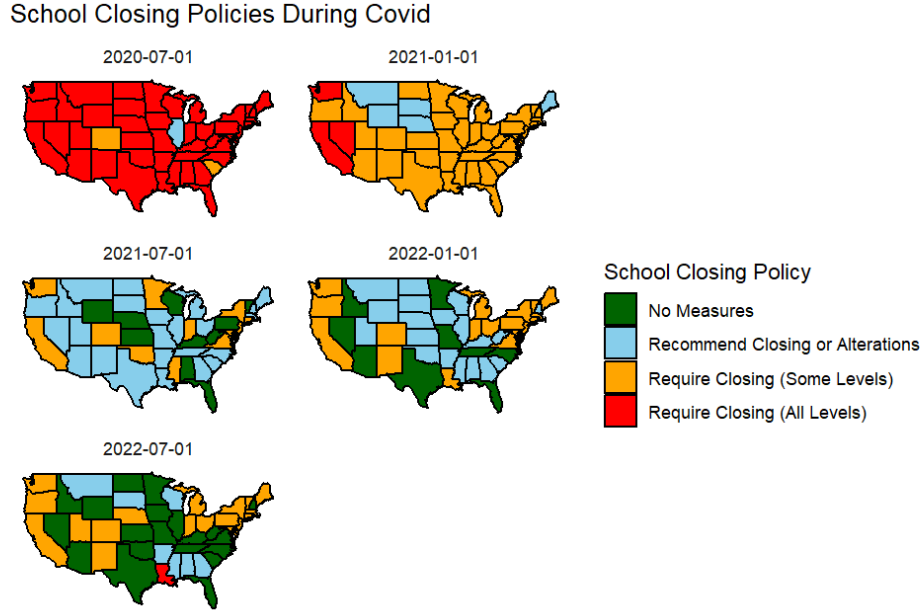 School Closing Policies During Covid
2020-07-01
2021-01-01
2021-07-01
2022-01-01
School Closing Policy
No Measures
Recommend Closing or Alterations
Require Closing (Some Levels)
Require Closing (All Levels)
2022-07-01